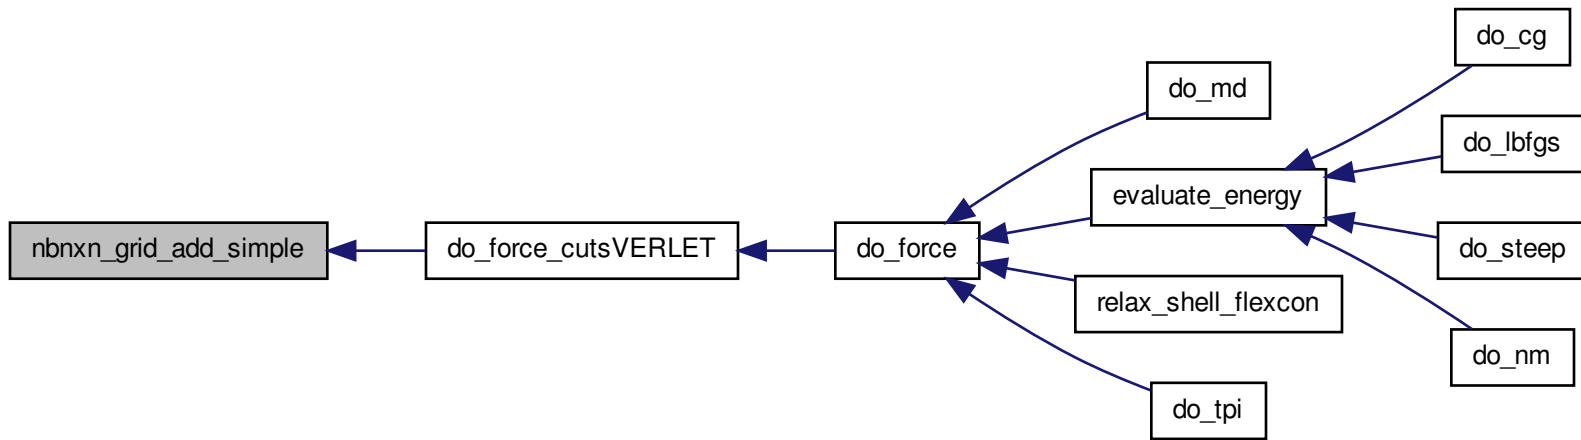 nbnxn_grid_add_simple
do_force_cutsVERLET
do_force
do_md
evaluate_energy
relax_shell_flexcon
do_tpi
do_cg
do_lbfgs
do_steep
do_nm